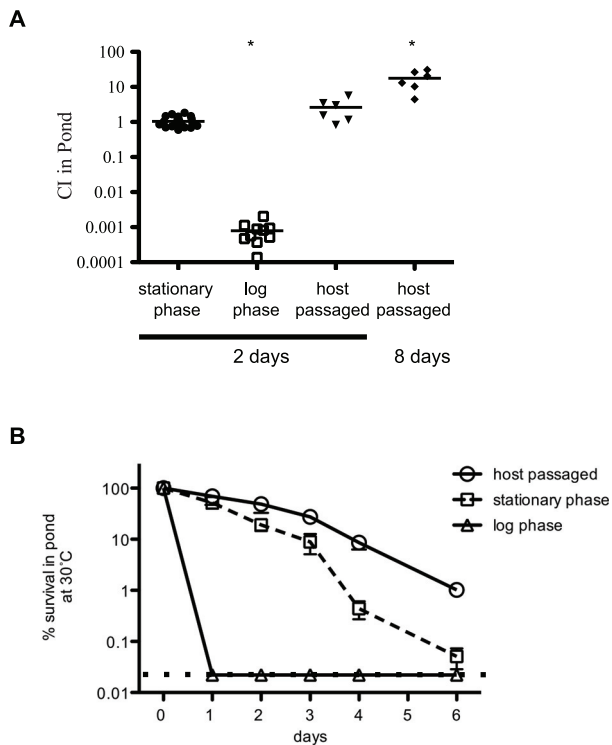 A
* *
CI in Pond
100
10
1
0.1
0.01
0.001
0.0001
stationary phase
log phase
host passaged
host passaged
2 days
8 days
B
% survival in pond
at 30˚C
100
10
1
0.1
0.01
0 1 2 3 4 5 6
days
host passaged
stationary phase
log phase